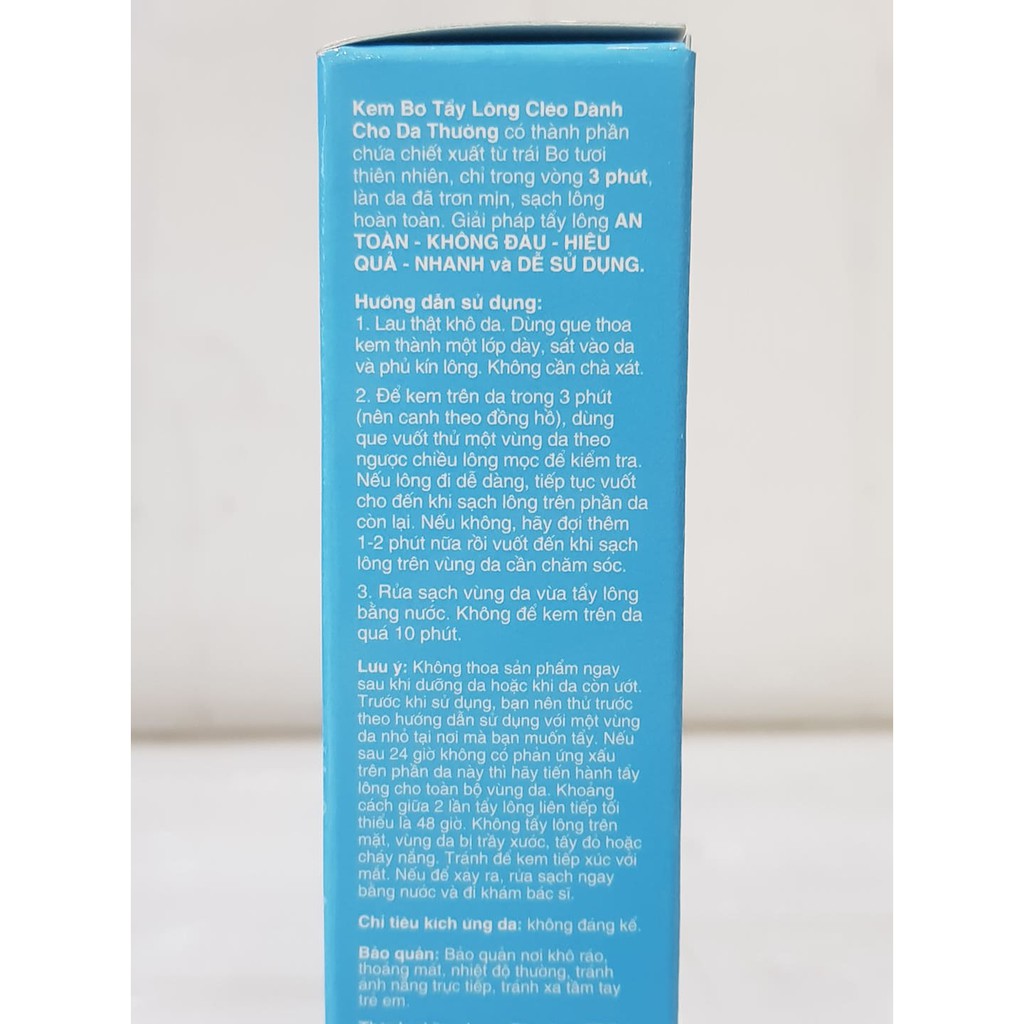 Kem Bơ Tẩy Lông Cléo Dành
Cho Da Thường có thành phần
chứa chiết xuất từ trái Bơ tươi
thiên nhiên, chỉ trong vòng 3 phút,
làn da đã trơn mịn, sạch lông
hoàn toàn. Giải pháp tẩy lông AN
TOÀN - KHÔNG ĐAU - HIỆU
QUẢ - NHANH và DỄ SỬ DỤNG.
Hướng dẫn sử dụng:
1. Lau thật khô da. Dùng que thoa
kem thành một lớp dày, sát vào da
và phủ kín lông. Không cần chà xát.
2. Để kem trên da trong 3 phút
(nên canh theo đồng hồ), dùng
que vuốt thử một vùng da theo
ngược chiều lông mọc để kiểm tra.
Nếu lông đi dễ dàng, tiếp tục vuốt
cho đến khi sạch lông trên phần da
còn lại. Nếu không, hãy đợi thêm
1-2 phút nữa rồi vuốt đến khi sạch
lông trên vùng da cần chăm sóc.
3. Rửa sạch vùng da vừa tẩy lông
bằng nước. Không để kem trên da
quá 10 phút.
Lưu ý: Không thoa sản phẩm ngay
sau khi dưỡng da hoặc khi da còn ướt.
Trước khi sử dụng, bạn nên thử trước
theo hướng dẫn sử dụng với một vùng
da nhỏ tại nơi mà bạn muốn tẩy. Nếu
sau 24 giờ không có phản ứng xấu
trên phần da này thì hãy tiến hành tẩy
lông cho toàn bộ vùng da. Khoảng
cách giữa 2 lần tẩy lông liên tiếp tối
thiểu là 48 giờ. Không tẩy lông trên
mặt, vùng da bị trầy xước, tấy đỏ hoặc
cháy nắng. Tránh để kem tiếp xúc với
mắt. Nếu để xảy ra, rửa sạch ngay
bằng nước và đi khám bác sĩ.
Chỉ tiêu kích ứng da: không đáng kể.
Bảo quản: Bảo quản nơi khô ráo,
thoáng mát, nhiệt độ thường, tránh
ánh nắng trực tiếp, tránh xa tầm tay
trẻ em.